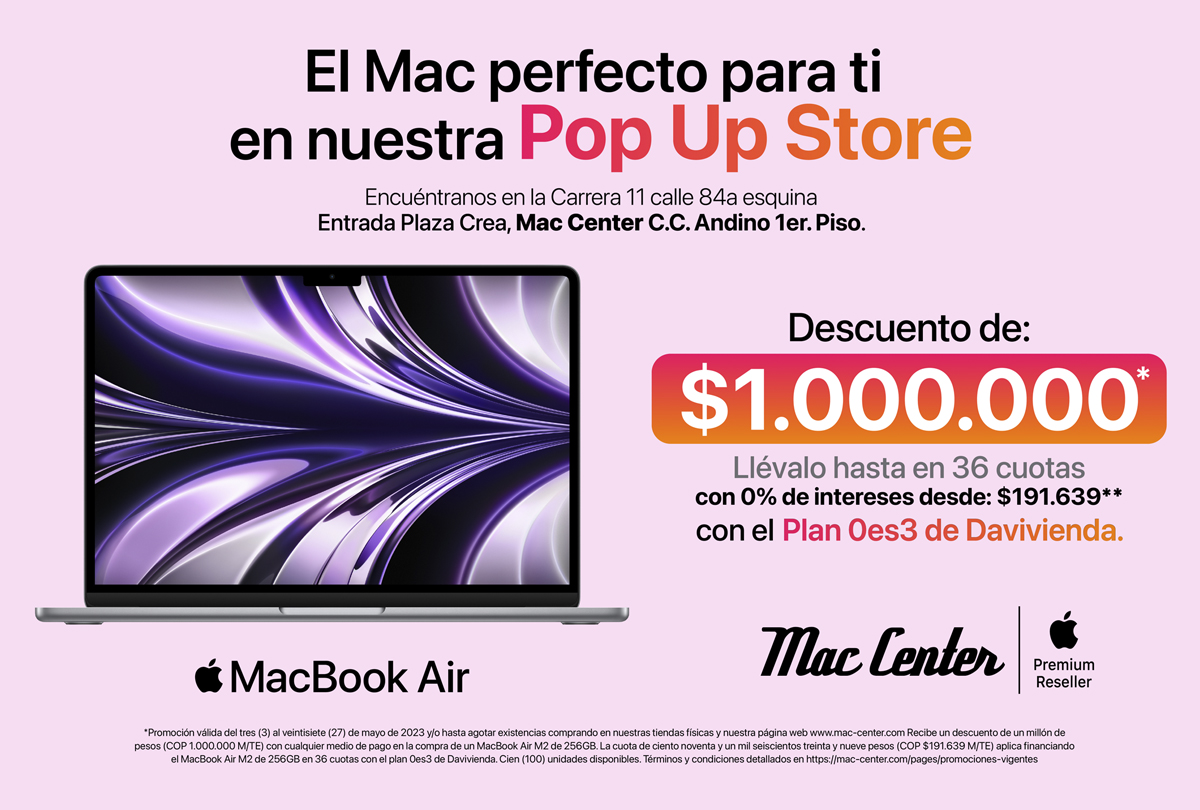 El Mac perfecto para ti
en nuestra Pop Up Store
Encuéntranos en la Carrera 11 calle 84a esquina
Entrada Plaza Crea, Mac Center C.C. Andino 1er. Piso.
Descuento de:
$1.000.000*
Llévalo hasta en 36 cuotas
con 0% de intereses desde: $191.639**
con el Plan 0es3 de Davivienda.
MacBook Air
Mac Center
Premium
Reseller
*Promoción válida del tres (3) al veintisiete (27) de mayo de 2023 y/o hasta agotar existencias comprando en nuestras tiendas físicas y nuestra página web www.mac-center.com Recibe un descuento de un millón de
pesos (COP 1.000.000 M/TE) con cualquier medio de pago en la compra de un MacBook Air M2 de 256GB. La cuota de ciento noventa y un mil seiscientos treinta y nueve pesos (COP $191.639 M/TE) aplica financiando
el MacBook Air M2 de 256GB en 36 cuotas con el plan 0es3 de Davivienda. Cien (100) unidades disponibles. Términos y condiciones detallados en https://mac-center.com/pages/promociones-vigentes